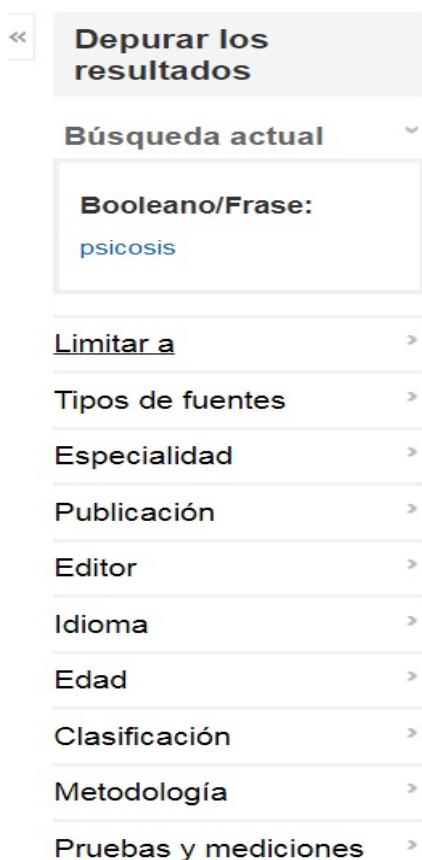 «
Depurar los
resultados
Búsqueda actual
Booleano/Frase:
psicosis
Limitar a
Tipos de fuentes
Especialidad
Publicación
Editor
Idioma
Edad
Clasificación
Metodología
Pruebas y mediciones